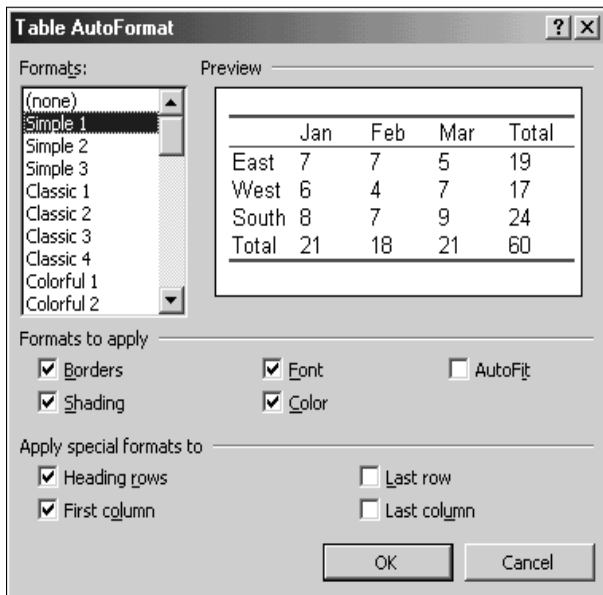 Table AutoFormat
Formats:
Preview
(none)
Simple 1
Simple 2
Simple 3
Classic 1
Classic 2
Classic 3
Classic 4
Colorful 1
Colorful 2
Jan Feb Mar Total
East 7 7 5 19
West 6 4 7 17
South 8 7 9 24
Total 21 18 21 60
Formats to apply
Borders Font AutoFit
Shading Color
Apply special formats to
Heading rows Last row
First column Last column
OK Cancel